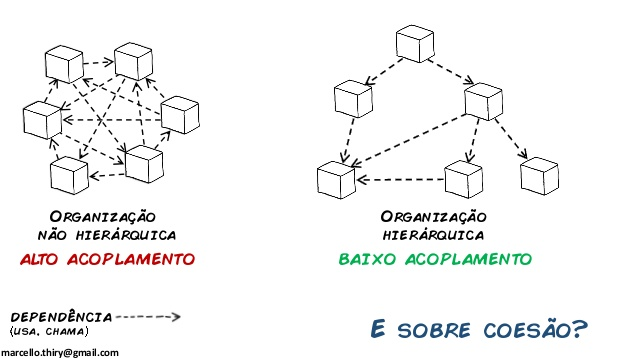 Organização
não hierárquica
ALTO ACOPLAMENTO
Organização
hierárquica
BAIXO ACOPLAMENTO
DEPENDÊNCIA
(USA, CHAMA)
E sobre coesão?
marcello.thiry@gmail.com